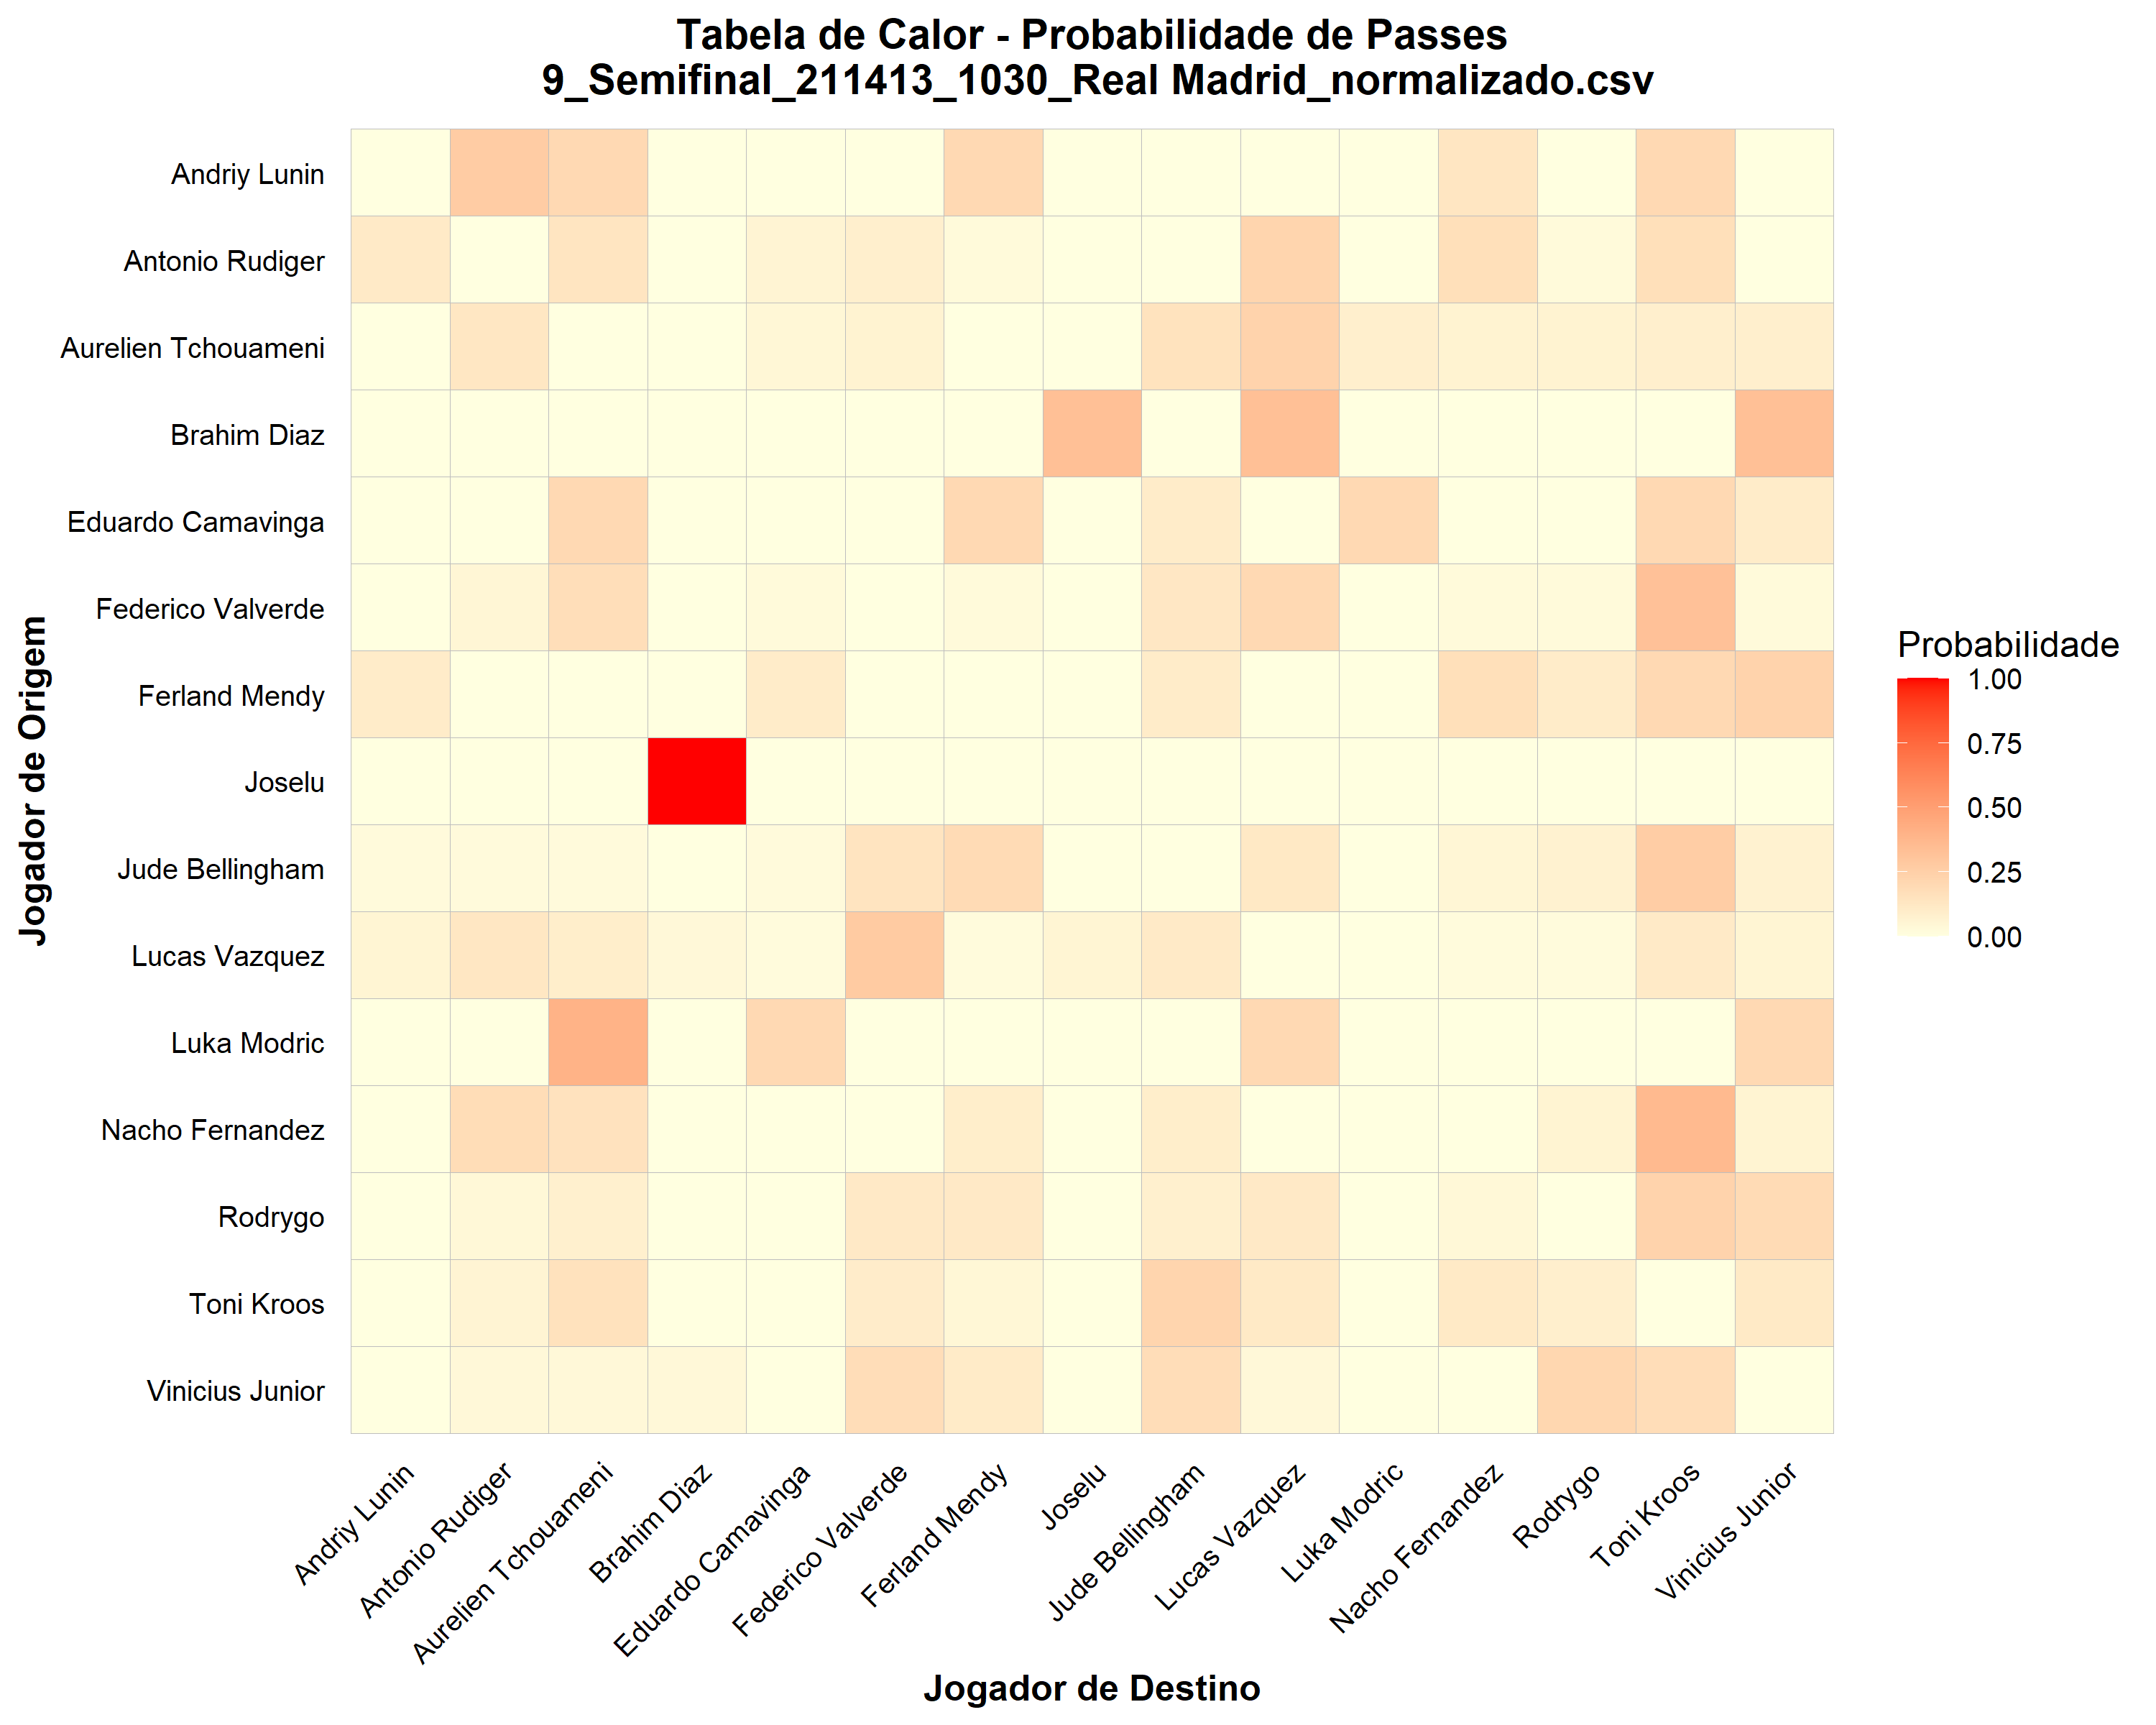 Tabela de Calor - Probabilidade de Passes
9_Semifinal_211413_1030_Real Madrid_normalizado.csv
Jogador de Origem
Andriy Lunin
Antonio Rudiger
Aurelien Tchouameni
Brahim Diaz
Eduardo Camavinga
Federico Valverde
Ferland Mendy
Joselu
Jude Bellingham
Lucas Vazquez
Luka Modric
Nacho Fernandez
Rodrygo
Toni Kroos
Vinicius Junior
Andriy Lunin
Antonio Rudiger
Aurelien Tchouameni
Brahim Diaz
Eduardo Camavinga
Federico Valverde
Ferland Mendy
Joselu
Jude Bellingham
Lucas Vazquez
Luka Modric
Nacho Fernandez
Rodrygo
Toni Kroos
Vinicius Junior
Jogador de Destino
Probabilidade
1.00
0.75
0.50
0.25
0.00